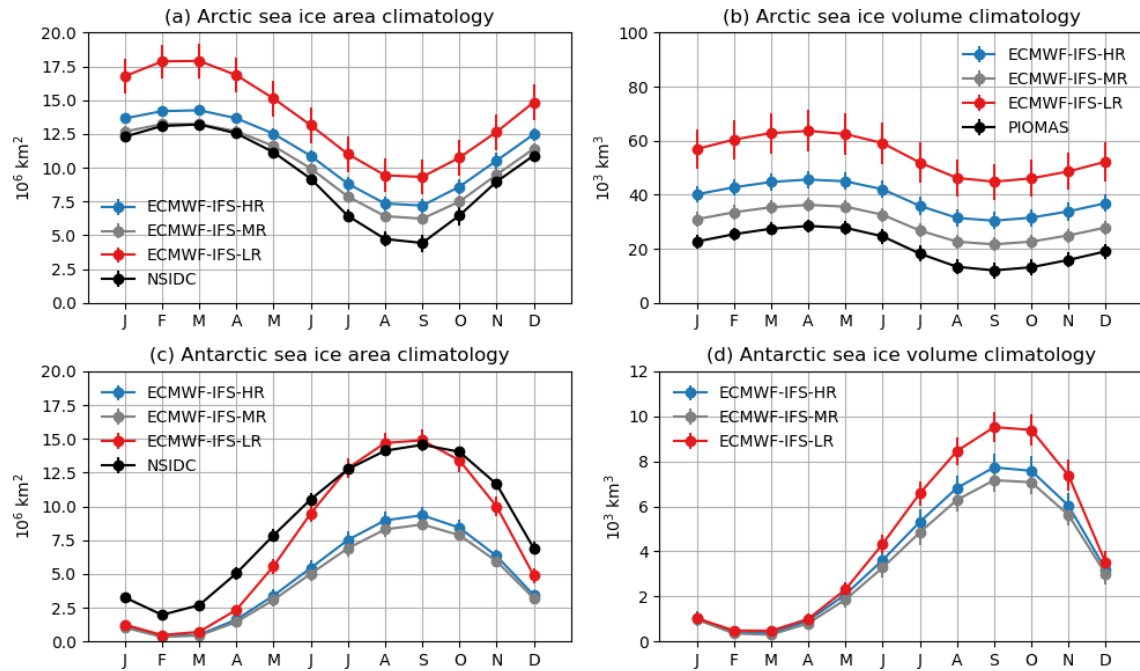 (a) Arctic sea ice area climatology
20.0
17.5
15.0
12.5
10.0
7.5
5.0
2.5
0.0
10⁶ km²
ECMWF-IFS-HR
ECMWF-IFS-MR
ECMWF-IFS-LR
NSIDC
J F M A M J J A S O N D
(b) Arctic sea ice volume climatology
100
80
60
40
20
0
10³ km³
ECMWF-IFS-HR
ECMWF-IFS-MR
ECMWF-IFS-LR
PIOMAS
J F M A M J J A S O N D
(c) Antarctic sea ice area climatology
20.0
17.5
15.0
12.5
10.0
7.5
5.0
2.5
0.0
10⁶ km²
ECMWF-IFS-HR
ECMWF-IFS-MR
ECMWF-IFS-LR
NSIDC
J F M A M J J A S O N D
(d) Antarctic sea ice volume climatology
12
10
8
6
4
2
0
10³ km³
ECMWF-IFS-HR
ECMWF-IFS-MR
ECMWF-IFS-LR
J F M A M J J A S O N D